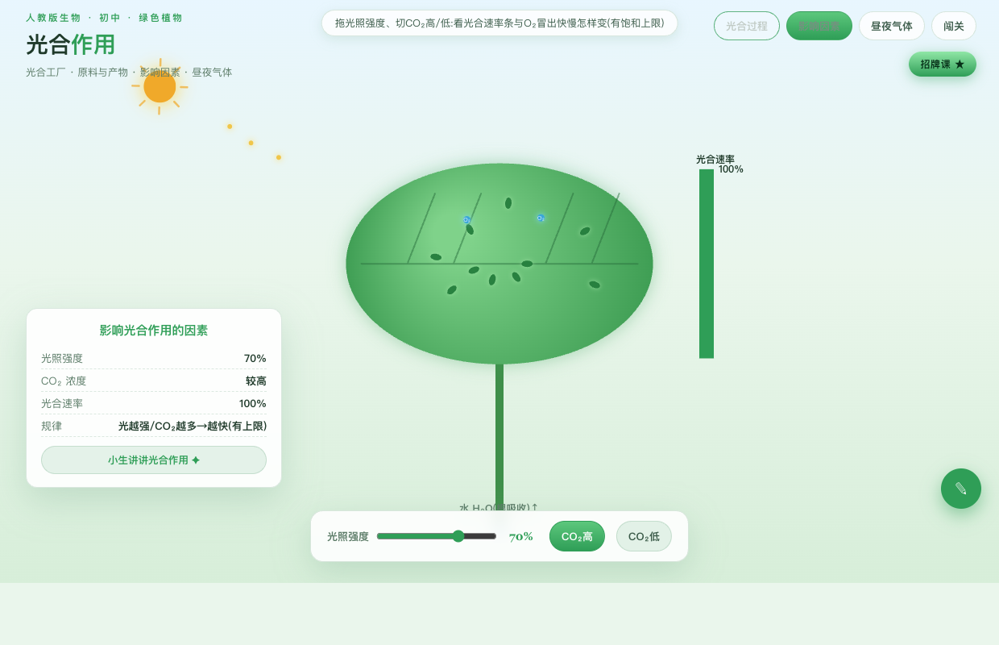 人教版生物 · 初中 · 绿色植物
光合作用
光合工厂 · 原料与产物 · 影响因素 · 昼夜气体
拖光照强度、切CO₂高/低:看光合速率条与O₂冒出快慢怎样变(有饱和上限)
光合过程
影响因素
昼夜气体
闯关
招牌课 ★
光合速率
100%
O₂
O₂
影响光合作用的因素
光照强度 70%
CO₂ 浓度 较高
光合速率 100%
规律 光越强/CO₂越多→越快(有上限)
小生讲讲光合作用 ✦
水 H₂O(根吸收)↑
光照强度 70% CO₂高 CO₂低